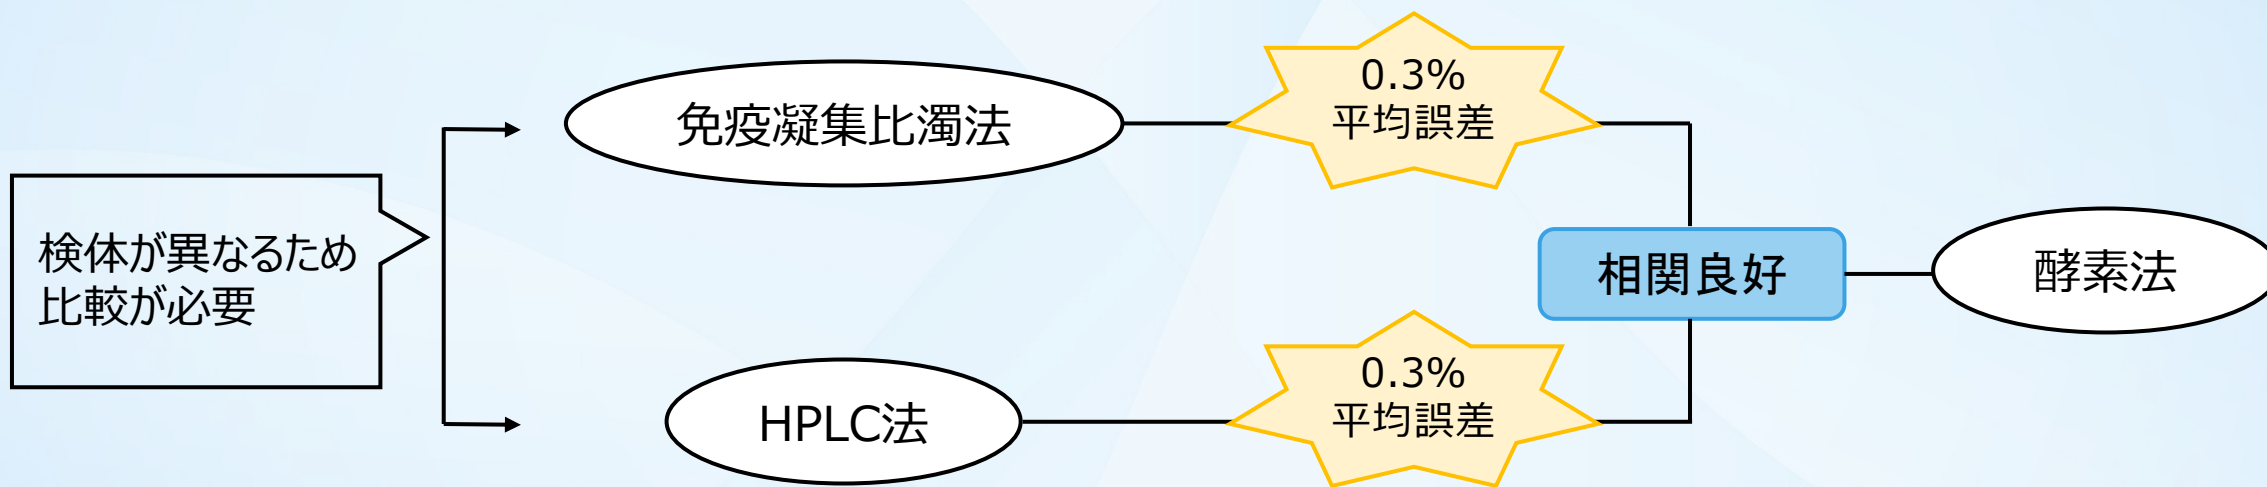 検体が異なるため
比較が必要
免疫凝集比濁法
0.3%
平均誤差
HPLC法
0.3%
平均誤差
相関良好
酵素法